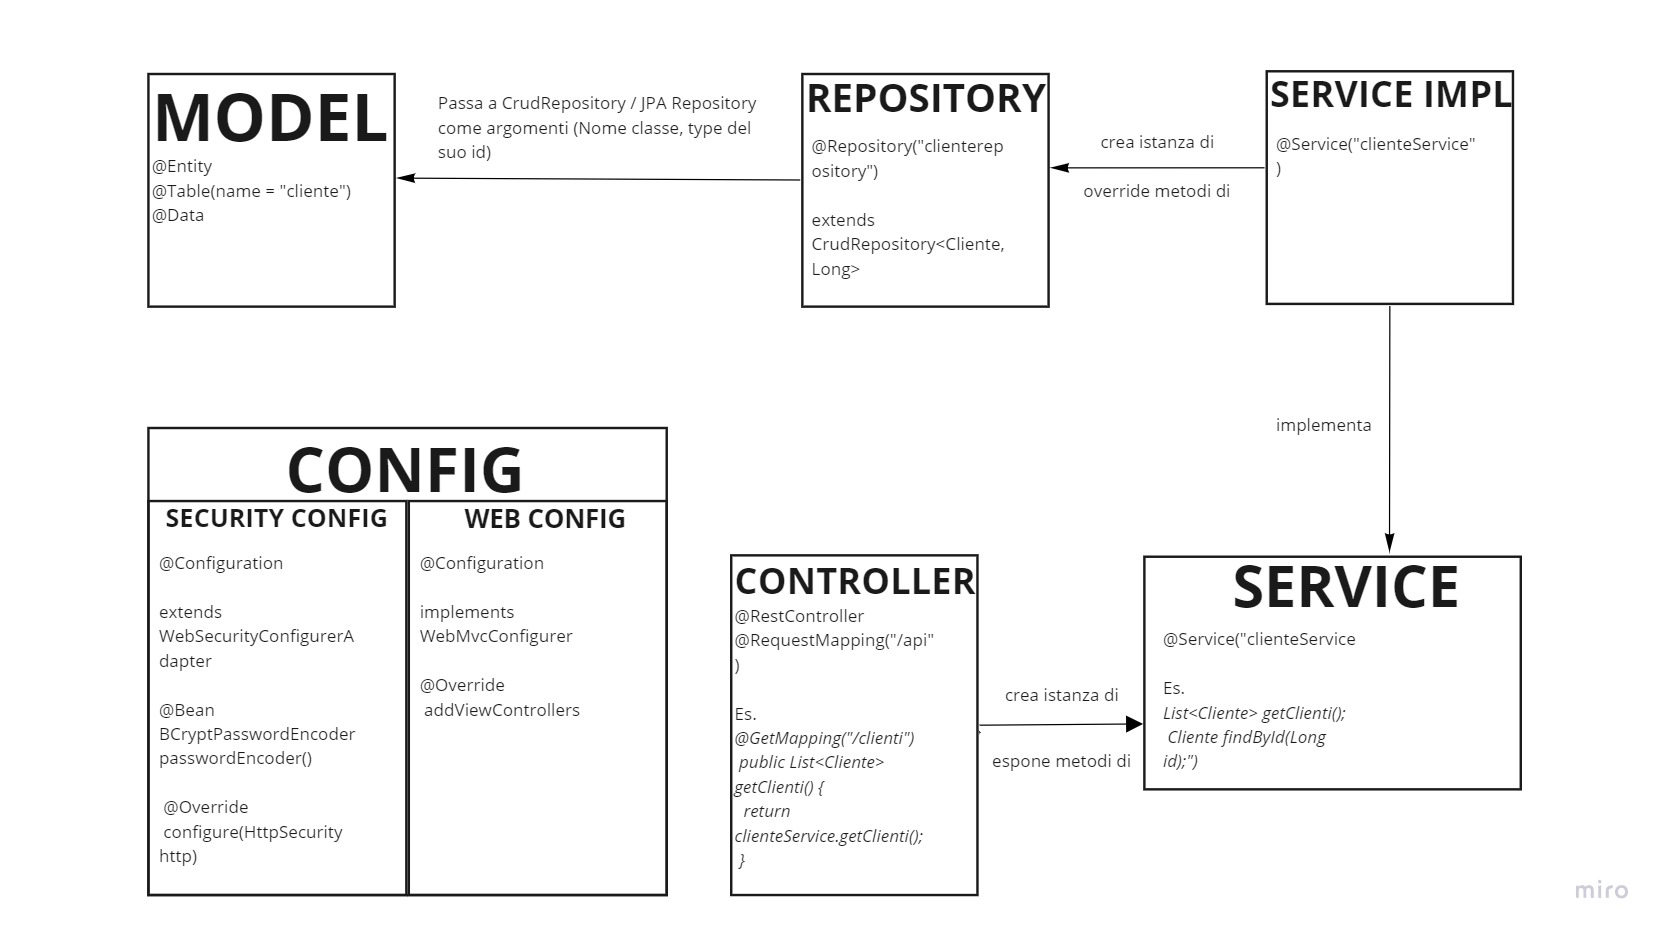 MODEL
@Entity
@Table(name = "cliente")
@Data
Passa a CrudRepository / JPA Repository
come argomenti (Nome classe, type del
suo id)
REPOSITORY
@Repository("clienterep
ository")
extends
CrudRepository<Cliente,
Long>
crea istanza di
override metodi di
SERVICE IMPL
@Service("clienteService"
)
implementa
CONFIG
SECURITY CONFIG
@Configuration
extends
WebSecurityConfigurerA
dapter
@Bean
BCryptPasswordEncoder
passwordEncoder()
@Override
configure(HttpSecurity
http)
WEB CONFIG
@Configuration
implements
WebMvcConfigurer
@Override
addViewControllers
CONTROLLER
@RestController
@RequestMapping("/api"
)
Es.
@GetMapping("/clienti")
public List<Cliente>
getClienti() {
return
clienteService.getClienti();
}
crea istanza di
espone metodi di
SERVICE
@Service("clienteService
Es.
List<Cliente> getClienti();
Cliente findById(Long
id);")
miro